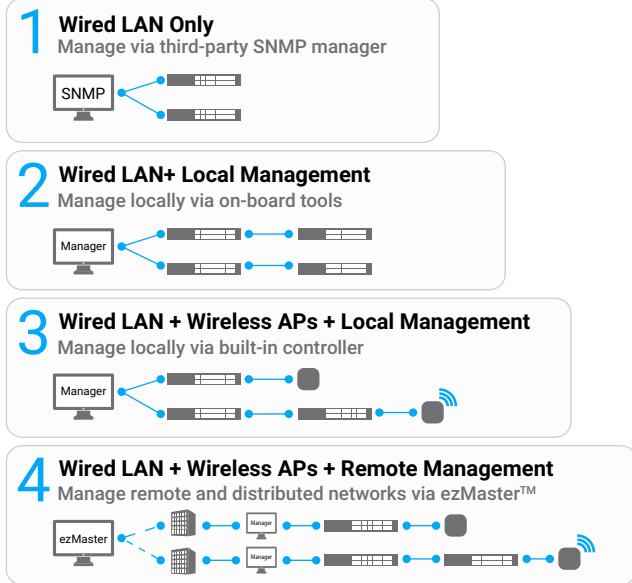 1 Wired LAN Only
Manage via third-party SNMP manager
SNMP
2 Wired LAN+ Local Management
Manage locally via on-board tools
Manager
3 Wired LAN + Wireless APs + Local Management
Manage locally via built-in controller
Manager
4 Wired LAN + Wireless APs + Remote Management
Manage remote and distributed networks via ezMaster™
Manager
ezMaster
Manager